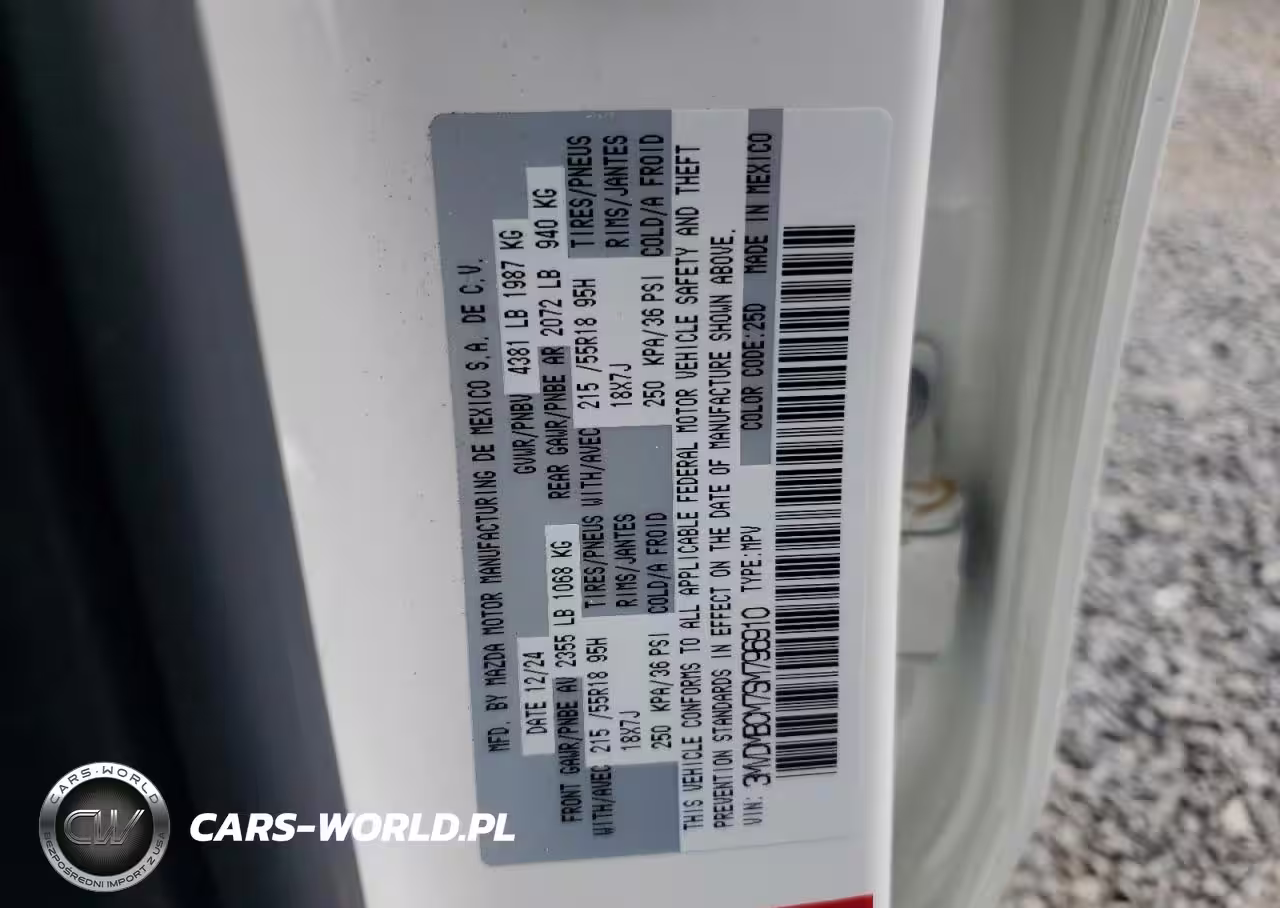 MFD. BY MAZDA MOTOR MANUFACTURING DE MEXICO S.A. DE C.V.
DATE 12/24 GVWR/PNBV 4381 LB 1987 KG
FRONT GAWR/PNBE AV 2355 LB 1068 KG REAR GAWR/PNBE AR 2072 LB 940 KG
WITH/AVEC 215 /55R18 95H TIRES/PNEUS WITH/AVEC 215 /55R18 95H TIRES/PNEUS
18X7J RIMS/JANTES 18X7J RIMS/JANTES
250 KPA/36 PSI COLD/A FROID 250 KPA/36 PSI COLD/A FROID
THIS VEHICLE CONFORMS TO ALL APPLICABLE FEDERAL MOTOR VEHICLE SAFETY AND THEFT
PREVENTION STANDARDS IN EFFECT ON THE DATE OF MANUFACTURE SHOWN ABOVE.
VIN: 3MVDMBCM7SM796910 TYPE:MPV COLOR CODE:25D MADE IN MEXICO
CARS-WORLD
CW
BEZPOŚREDNI IMPORT Z USA
CARS-WORLD.PL